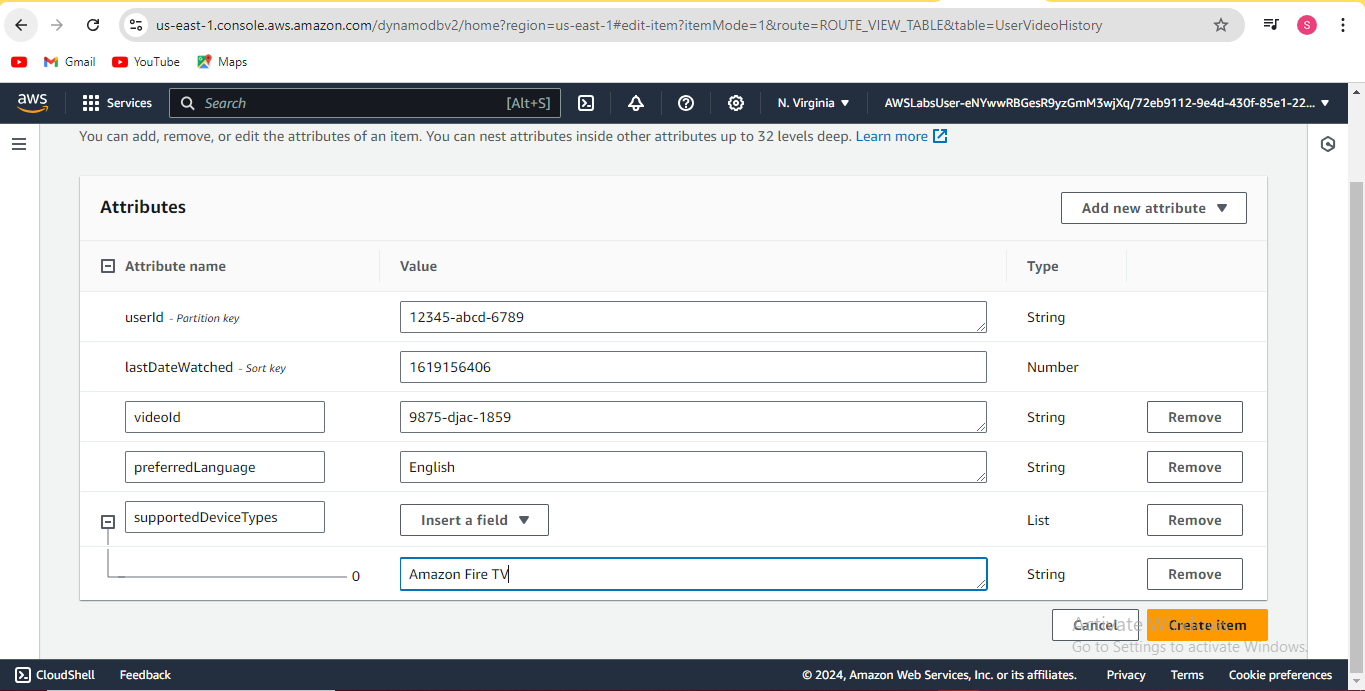 us-east-1.console.aws.amazon.com/dynamodbv2/home?region=us-east-1#edit-item?itemMode=1&route=ROUTE_VIEW_TABLE&table=UserVideoHistory
S
Gmail YouTube Maps
aws Services Search [Alt+S] N. Virginia AWSLabsUser-eNYwwRBGesR9yzGmM3wjXq/72eb9112-9e4d-430f-85e1-22...
You can add, remove, or edit the attributes of an item. You can nest attributes inside other attributes up to 32 levels deep. Learn more
Attributes Add new attribute
Attribute name Value Type
userId - Partition key 12345-abcd-6789 String
lastDateWatched - Sort key 1619156406 Number
videoId 9875-djac-1859 String Remove
preferredLanguage English String Remove
supportedDeviceTypes Insert a field List Remove
0 Amazon Fire TV String Remove
Cancel Create item
Activate Windows
Go to Settings to activate Windows.
CloudShell Feedback © 2024, Amazon Web Services, Inc. or its affiliates. Privacy Terms Cookie preferences